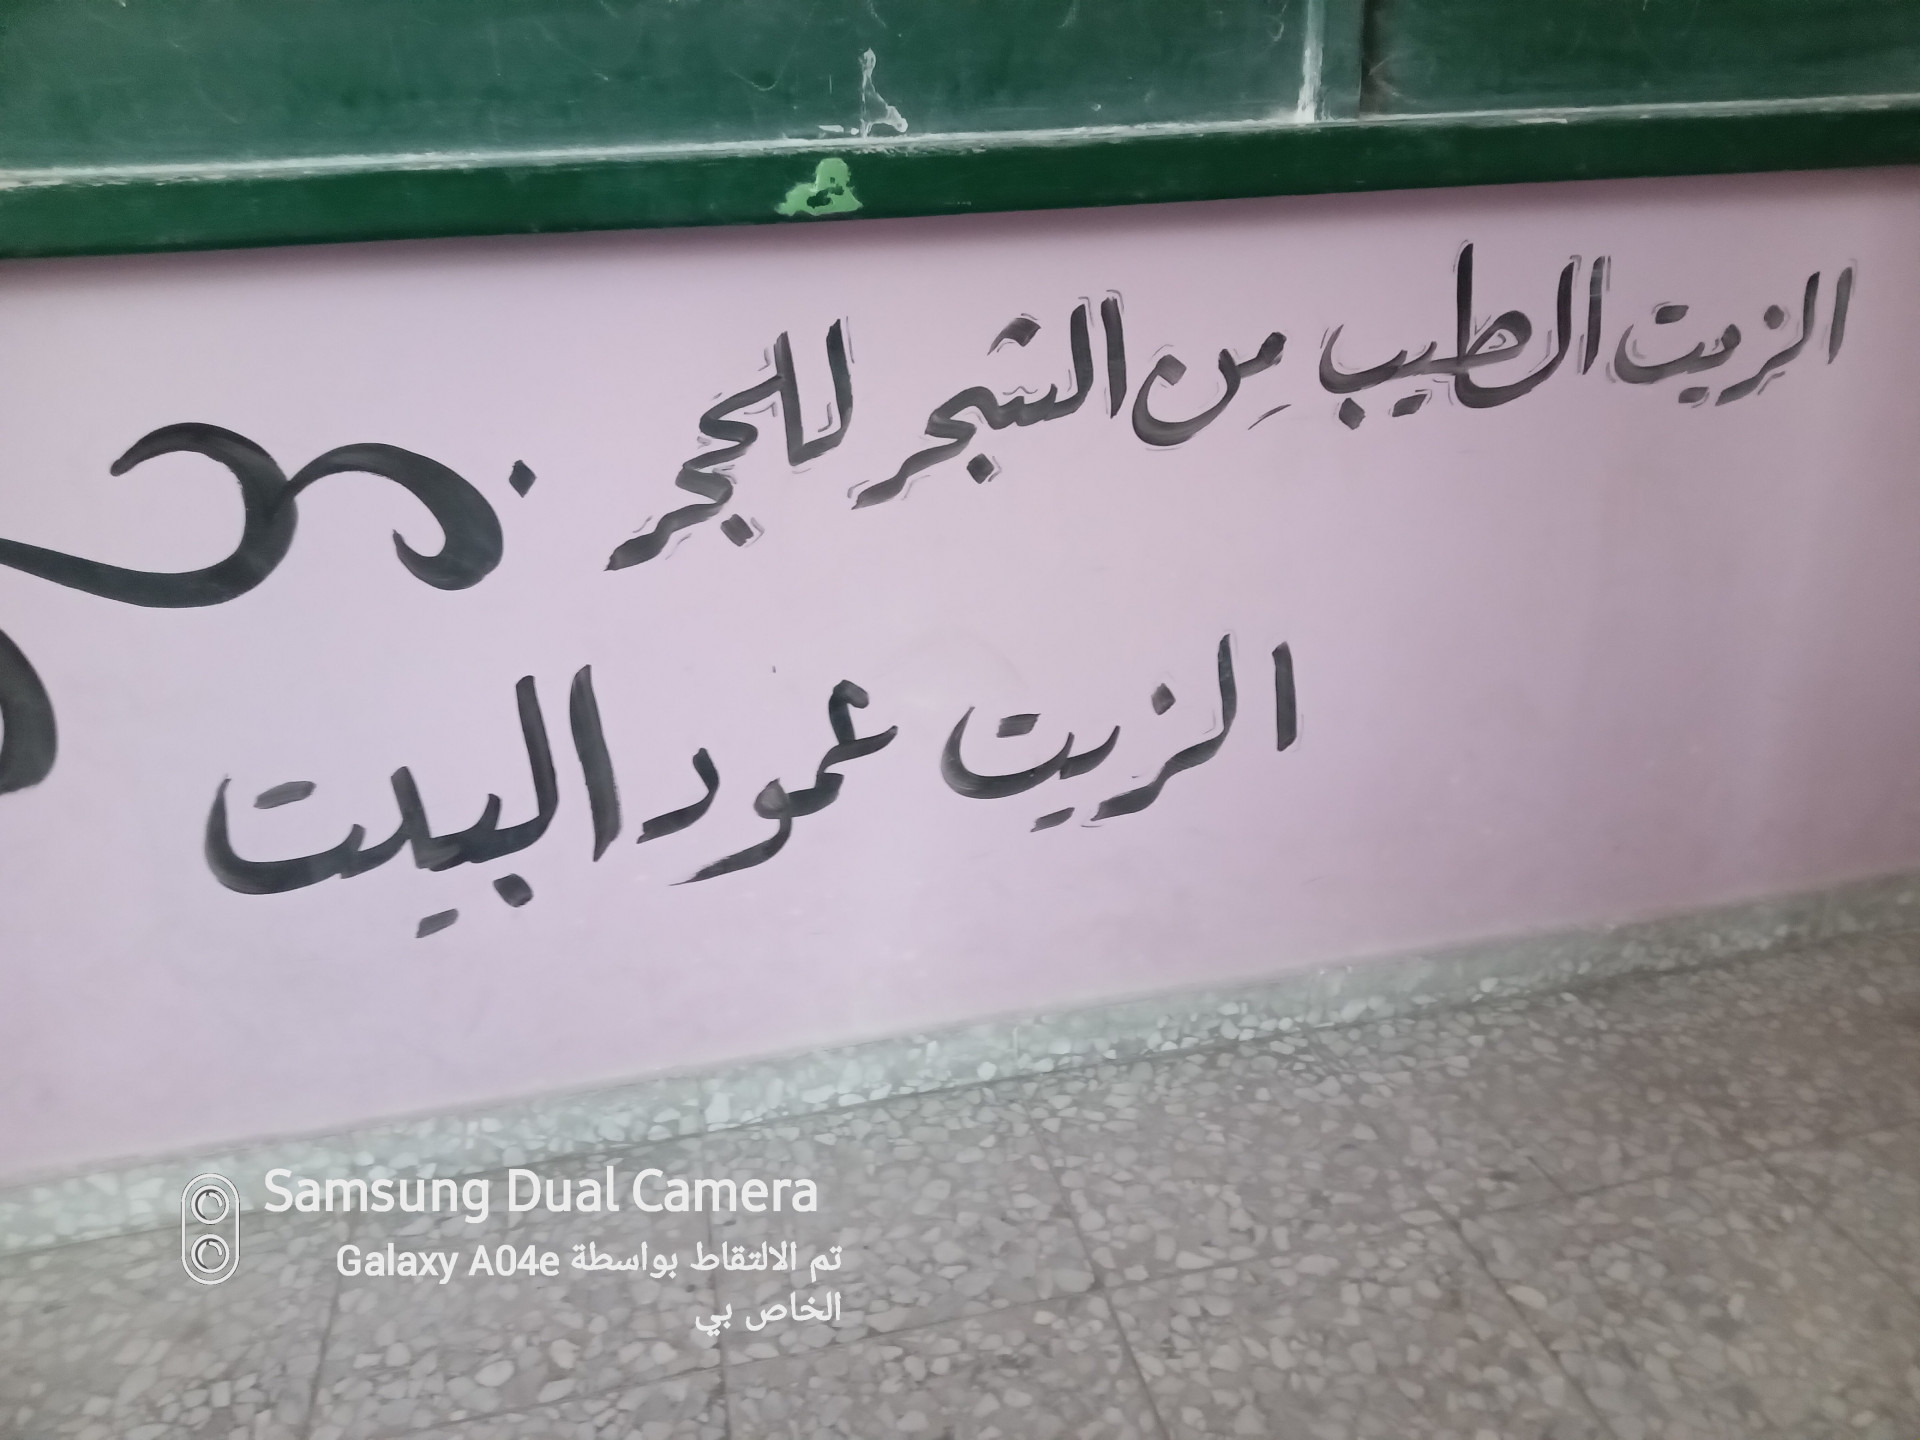 الزيت الطيب من الشجر للحجر
الزيت عمود البيت
Samsung Dual Camera
تم الالتقاط بواسطة Galaxy A04e
الخاص بي